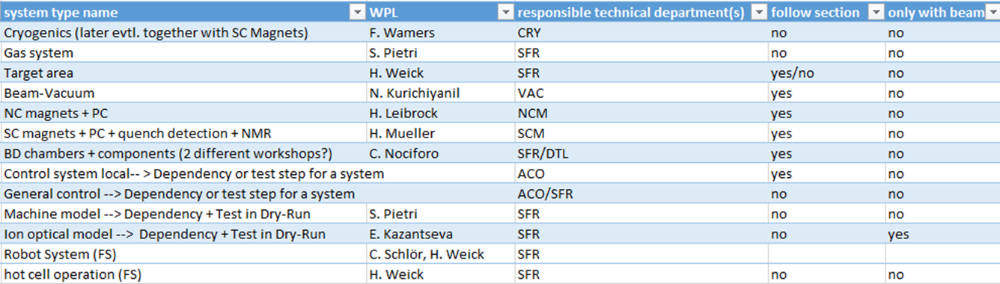 system type name WPL responsible technical department(s) follow section only with beam
Cryogenics (later evtl. together with SC Magnets) F. Wamers CRY no no
Gas system S. Pietri SFR no no
Target area H. Weick SFR yes/no no
Beam-Vacuum N. Kurichiyanil VAC yes no
NC magnets + PC H. Leibrock NCM yes no
SC magnets + PC + quench detection + NMR H. Mueller SCM yes no
BD chambers + components (2 different workshops?) C. Nociforo SFR/DTL yes no
Control system local-- > Dependency or test step for a system ACO yes no
General control --> Dependency or test step for a system ACO/SFR no no
Machine model --> Dependency + Test in Dry-Run S. Pietri SFR no no
Ion optical model --> Dependency + Test in Dry-Run E. Kazantseva SFR no yes
Robot System (FS) C. Schlör, H. Weick SFR
hot cell operation (FS) H. Weick SFR no no